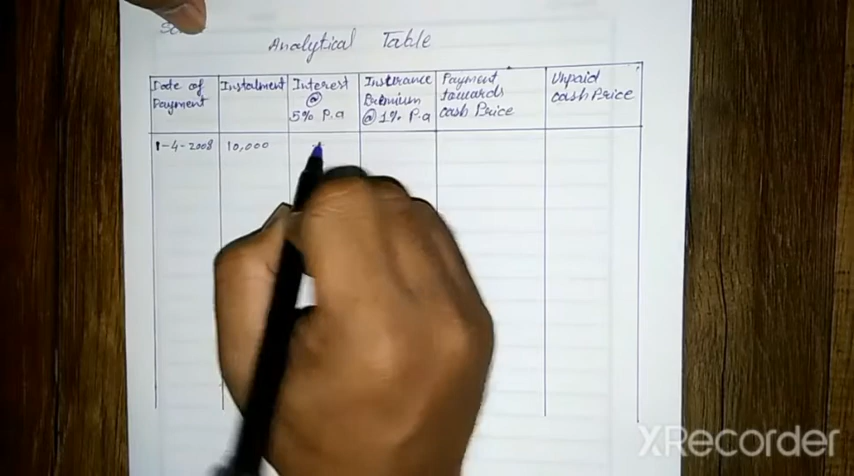 Analytical Table
Date of Payment
Instalment
Interest @ 5% P.a
Insurance Premium @ 1% P.a
Payment towards Cash Price
Unpaid Cash Price
1-4-2008 10,000
XRecorder